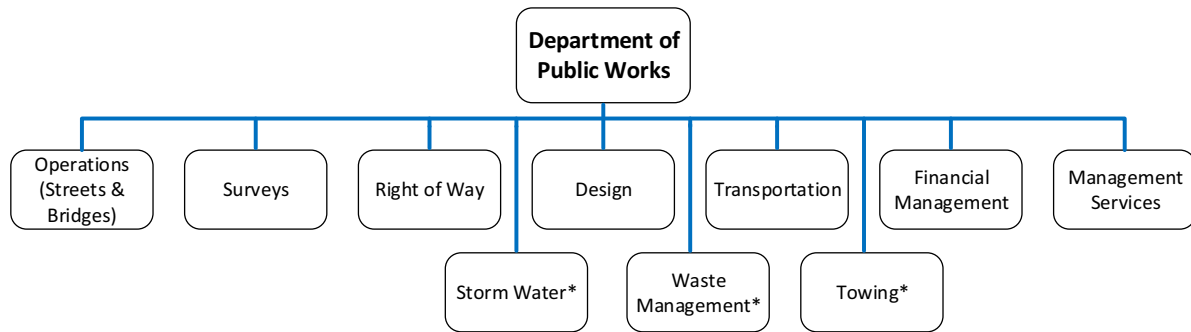 Department of
Public Works
Operations
(Streets &
Bridges)
Surveys
Right of Way
Design
Transportation
Financial
Management
Management
Services
Storm Water*
Waste
Management*
Towing*